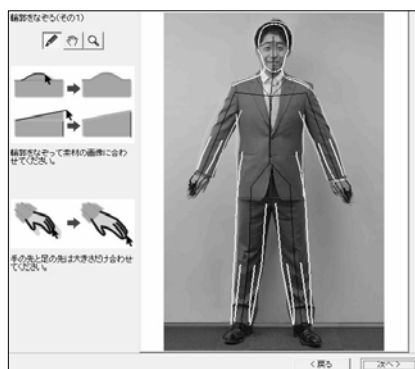 輪郭をなぞる(その1)
輪郭をなぞって素材の画像に合わ
せてください。
手の先と足の先は大きさだけ合わせ
てください。
< 戻る
次へ >